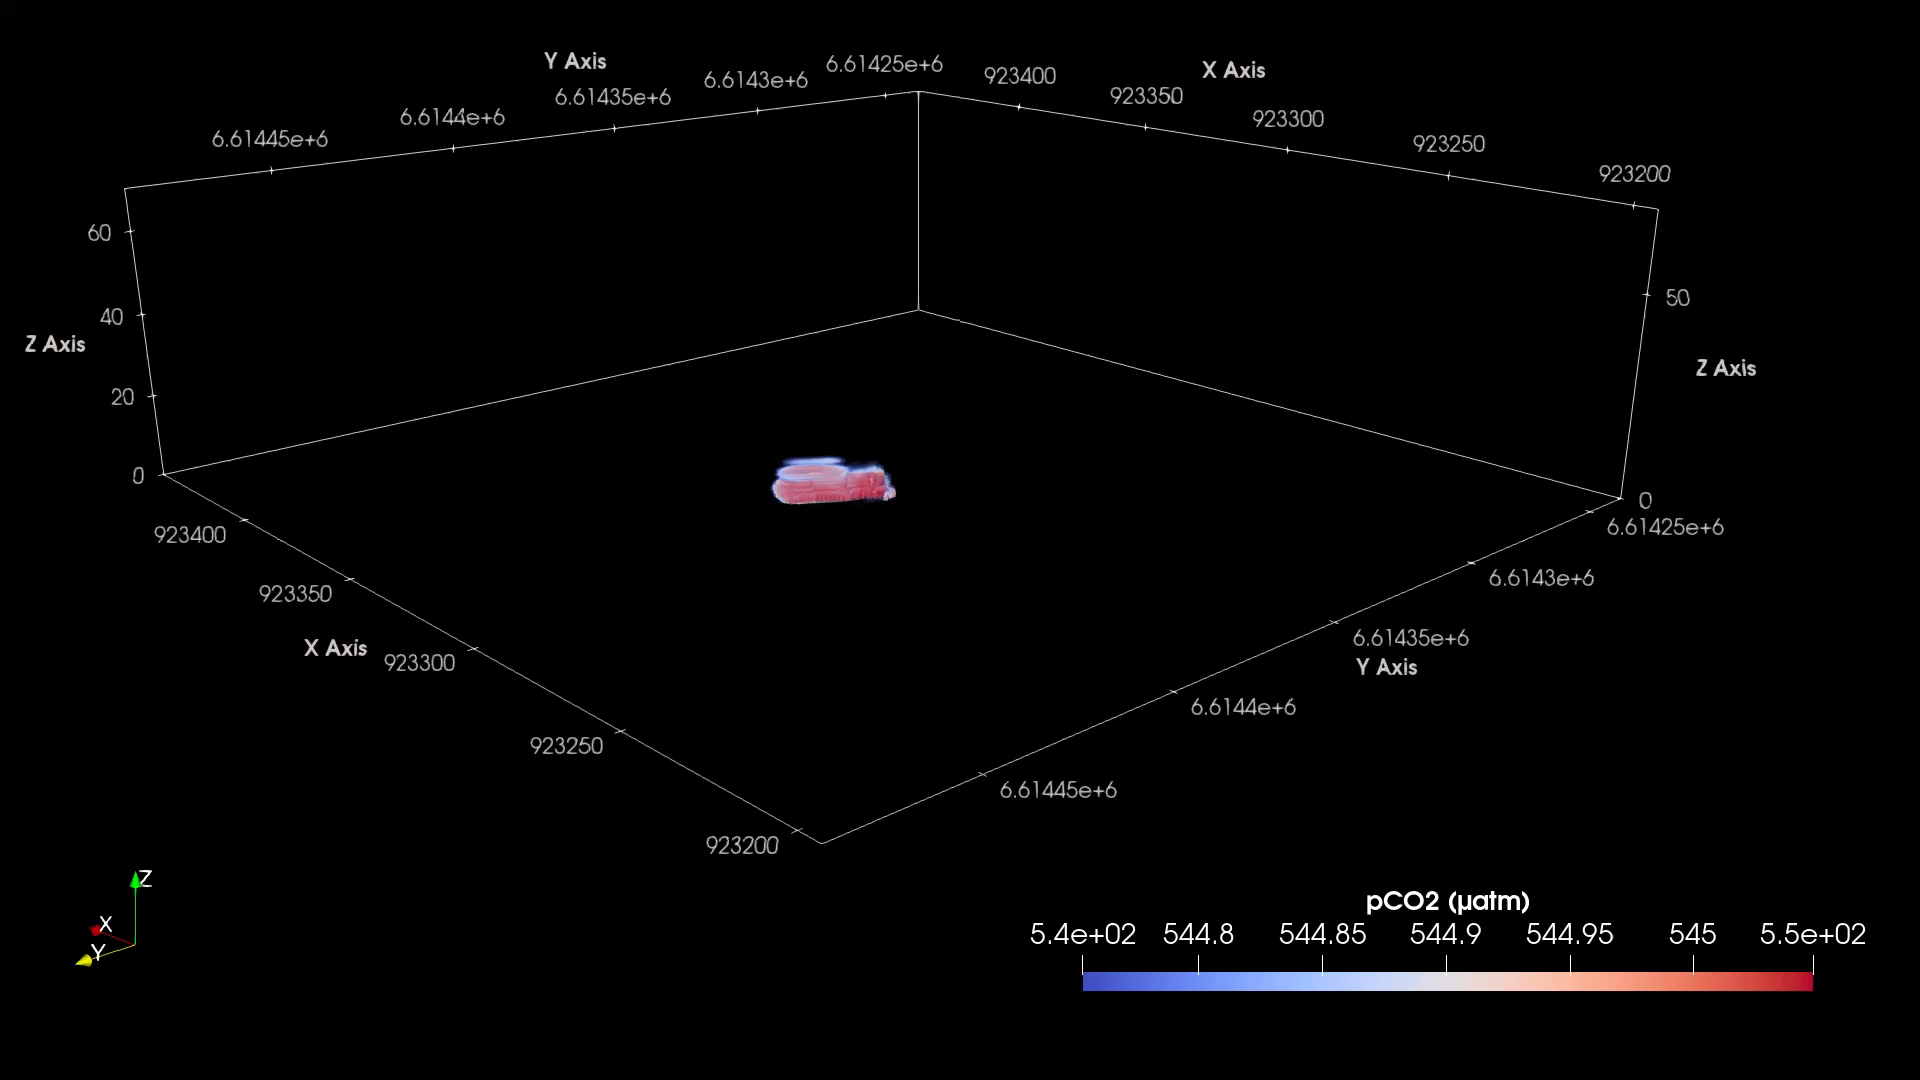 Y Axis
6.61445e+6
6.6144e+6
6.61435e+6
6.6143e+6
6.61425e+6
X Axis
923400
923350
923300
923250
923200
60
40
20
0
Z Axis
50
0
Z Axis
923400
923350
923300
923250
923200
X Axis
6.61425e+6
6.6143e+6
6.61435e+6
6.6144e+6
6.61445e+6
Y Axis
Z
X
Y
pCO2 (µatm)
5.4e+02 544.8 544.85 544.9 544.95 545 5.5e+02